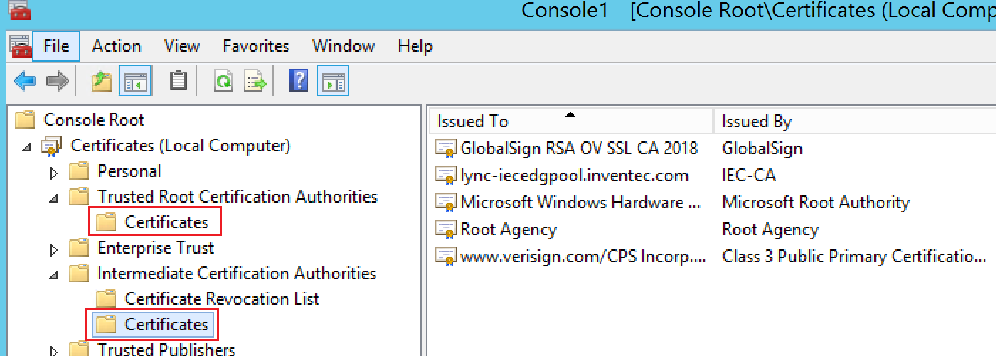 Console1 - [Console Root\Certificates (Local Comp
File Action View Favorites Window Help
Console Root
Certificates (Local Computer)
Personal
Trusted Root Certification Authorities
Certificates
Enterprise Trust
Intermediate Certification Authorities
Certificate Revocation List
Certificates
Trusted Publishers
Issued To Issued By
GlobalSign RSA OV SSL CA 2018 GlobalSign
lync-iecedgpool.inventec.com IEC-CA
Microsoft Windows Hardware ... Microsoft Root Authority
Root Agency Root Agency
www.verisign.com/CPS Incorp.... Class 3 Public Primary Certificatio...